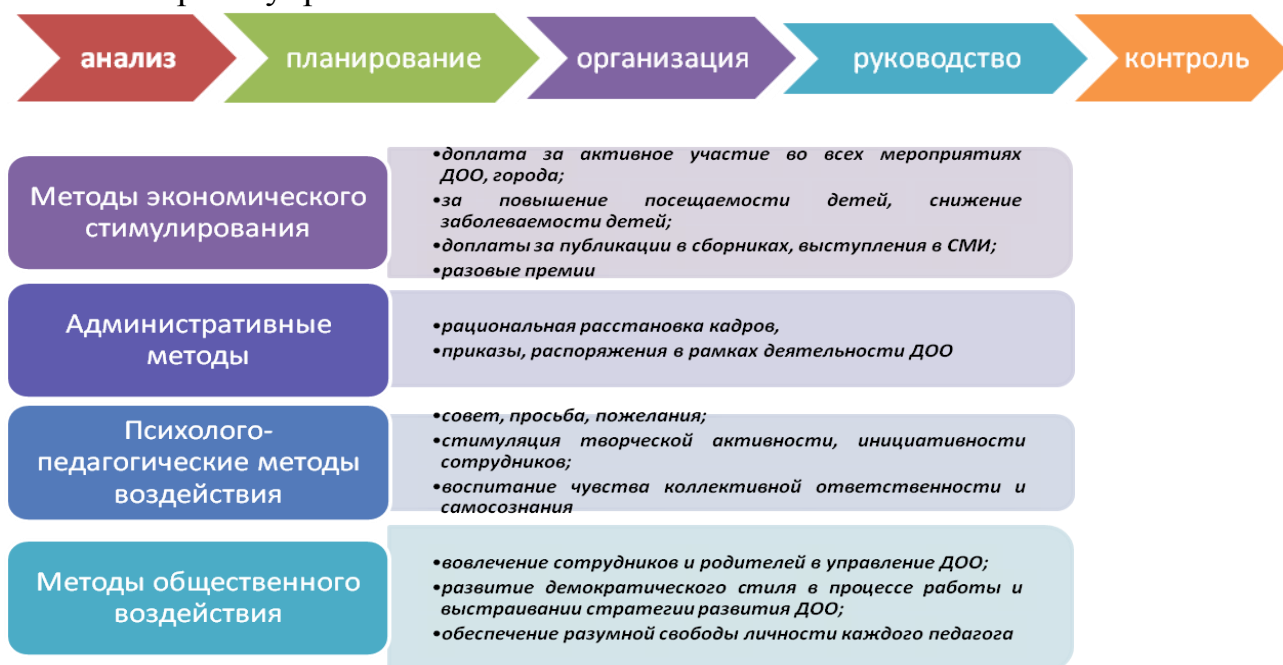 анализ планирование организация руководство контроль
Методы экономического
стимулирования
•доплата за активное участие во всех мероприятиях
ДОО, города;
•за повышение посещаемости детей, снижение
заболеваемости детей;
•доплаты за публикации в сборниках, выступления в СМИ;
•разовые премии
Административные
методы
•рациональная расстановка кадров,
•приказы, распоряжения в рамках деятельности ДОО
Психолого-
педагогические методы
воздействия
•совет, просьба, пожелания;
•стимуляция творческой активности, инициативности
сотрудников;
•воспитание чувства коллективной ответственности и
самосознания
Методы общественного
воздействия
•вовлечение сотрудников и родителей в управление ДОО;
•развитие демократического стиля в процессе работы и
выстраивании стратегии развития ДОО;
•обеспечение разумной свободы личности каждого педагога